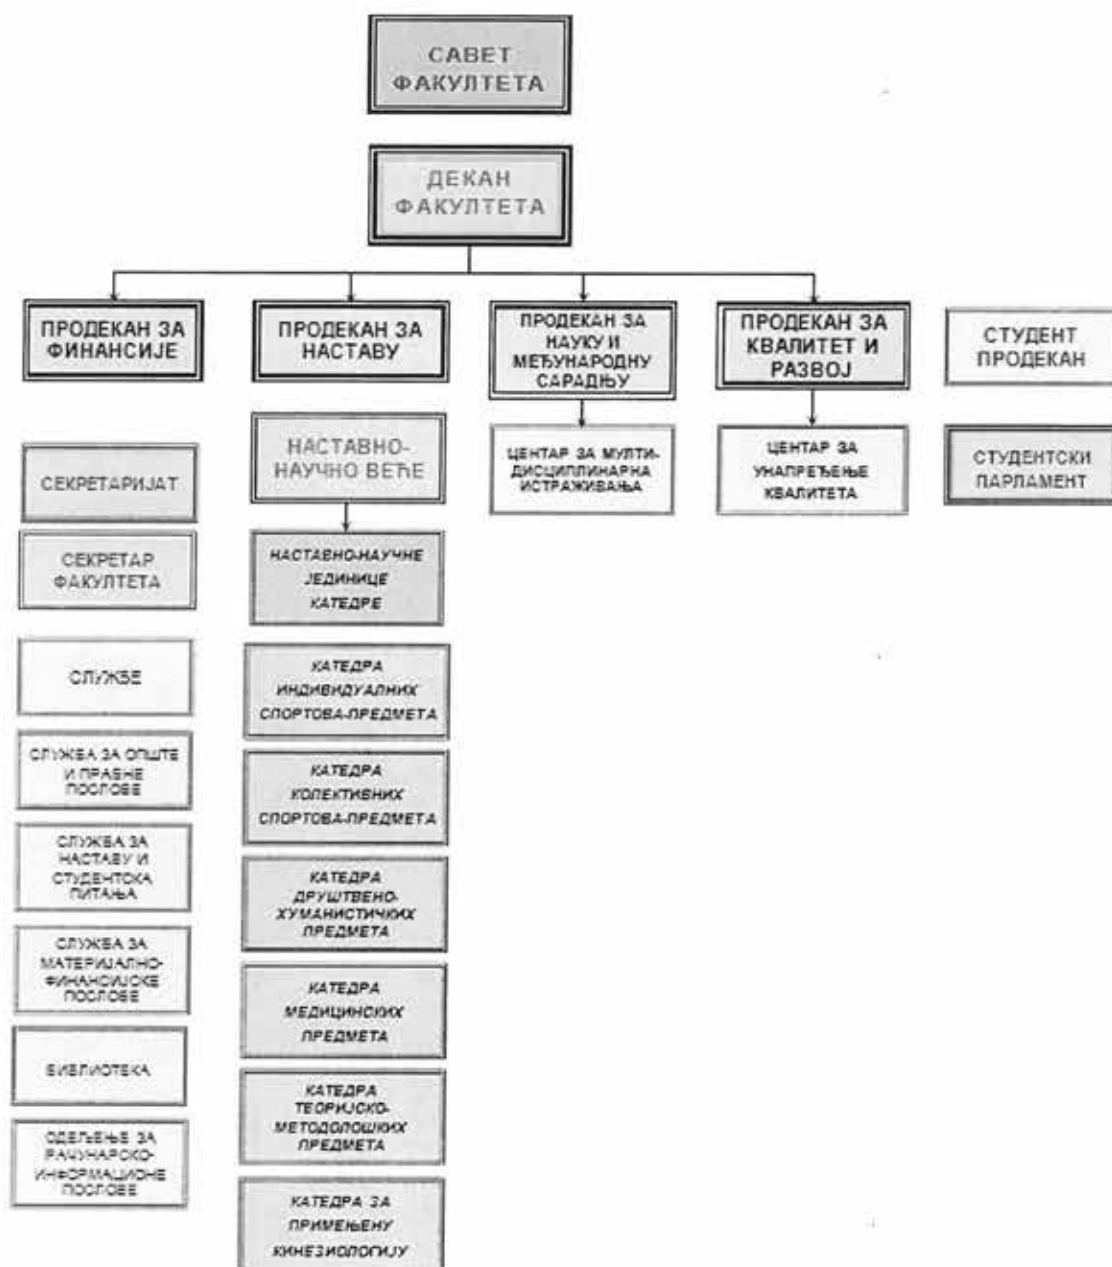 САВЕТ
ФАКУЛТЕТА
ДЕКАН
ФАКУЛТЕТА
ПРОДЕКАН ЗА
ФИНАНСИЈЕ
ПРОДЕКАН ЗА
НАСТАВУ
ПРОДЕКАН ЗА
НАУКУ И
МЕЂУНАРОДНУ
САРАДЊУ
ПРОДЕКАН ЗА
КВАЛИТЕТ И
РАЗВОЈ
СТУДЕНТ
ПРОДЕКАН
СЕКРЕТАРИЈАТ
НАСТАВНО-
НАУЧНО ВЕЋЕ
ЦЕНТАР ЗА МУЛТИ-
ДИСЦИПЛИНАРНА
ИСТРАЖИВАЊА
ЦЕНТАР ЗА
УНАПРЕЂЕЊЕ
КВАЛИТЕТА
СТУДЕНТСКИ
ПАРЛАМЕНТ
СЕКРЕТАР
ФАКУЛТЕТА
НАСТАВНО-НАУЧНЕ
ЈЕДИНИЦЕ
КАТЕДРЕ
СЛУЖБЕ
КАТЕДРА
ИНДИВИДУАЛНИХ
СПОРТОВА-ПРЕДМЕТА
СЛУЖБА ЗА ОПШТЕ
И ПРАВНЕ
ПОСЛОВЕ
КАТЕДРА
КОЛЕКТИВНИХ
СПОРТОВА-ПРЕДМЕТА
СЛУЖБА ЗА
НАСТАВУ И
СТУДЕНТСКА
ПИТАЊА
КАТЕДРА
ДРУШТВЕНО-
ХУМАНИСТИЧКИХ
ПРЕДМЕТА
СЛУЖБА ЗА
МАТЕРИЈАЛНО-
ФИНАНСИЈСКЕ
ПОСЛОВЕ
КАТЕДРА
МЕДИЦИНСКИХ
ПРЕДМЕТА
БИБЛИОТЕКА
КАТЕДРА
ТЕОРИЈСКО-
МЕТОДОЛОШКИХ
ПРЕДМЕТА
ОДЕЉЕЊЕ ЗА
РАЧУНАРСКО-
ИНФОРМАЦИОНЕ
ПОСЛОВЕ
КАТЕДРА ЗА
ПРИМЕЊЕНУ
КИНЕЗИОЛОГИЈУ